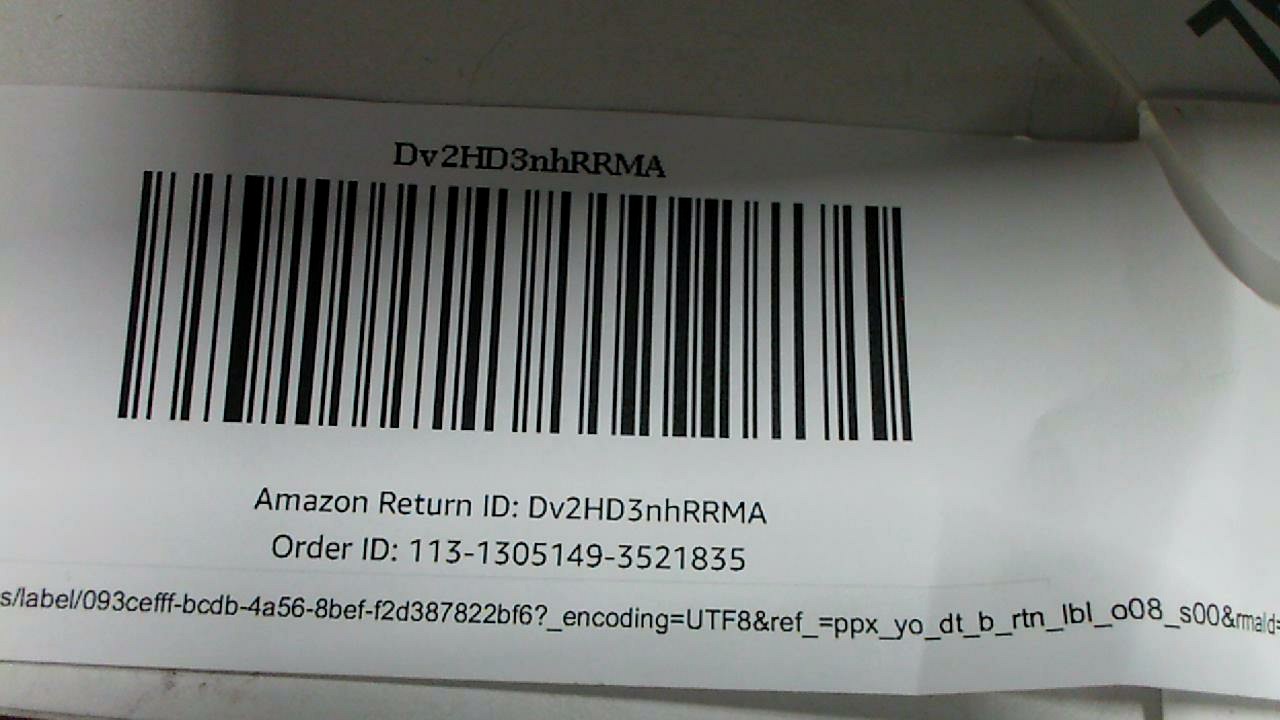 Dv2HD3nhRRMA
Amazon Return ID: Dv2HD3nhRRMA
Order ID: 113-1305149-3521835
s/label/093cefff-bcdb-4a56-8bef-f2d387822bf6?_encoding=UTF8&ref_=ppx_yo_dt_b_rtn_lbl_o08_s00&rmaId=